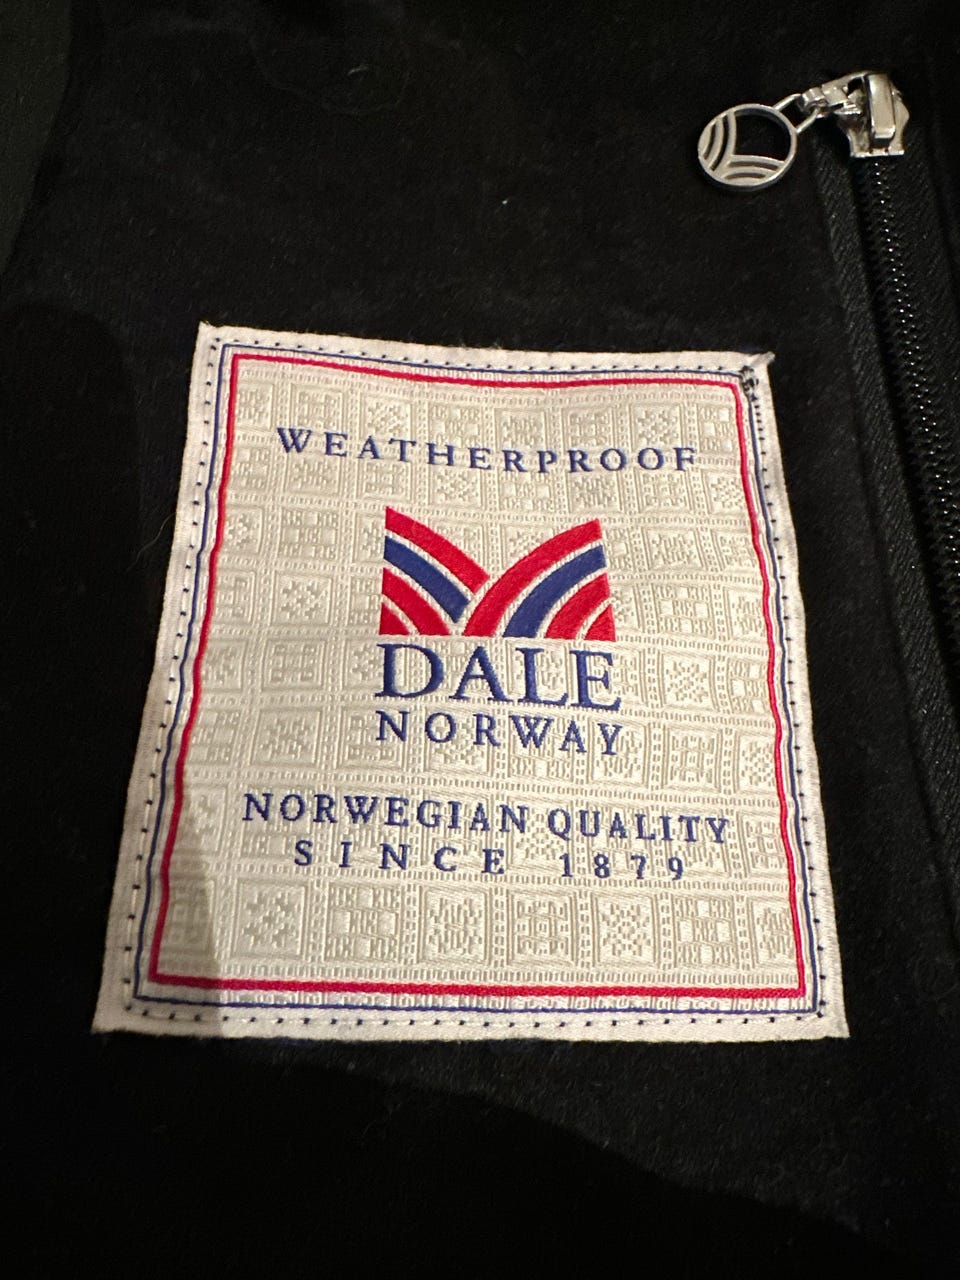 WEATHERPROOF
DALE
NORWAY
NORWEGIAN QUALITY
SINCE 1879